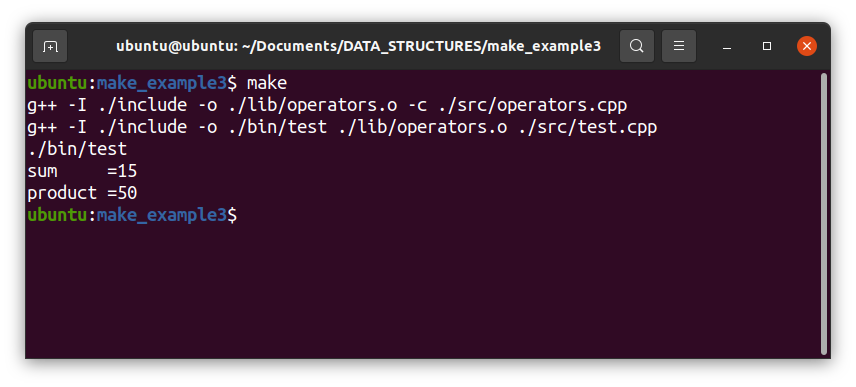 ubuntu@ubuntu: ~/Documents/DATA_STRUCTURES/make_example3
ubuntu:make_example3$ make
g++ -I ./include -o ./lib/operators.o -c ./src/operators.cpp
g++ -I ./include -o ./bin/test ./lib/operators.o ./src/test.cpp
./bin/test
sum     =15
product =50
ubuntu:make_example3$